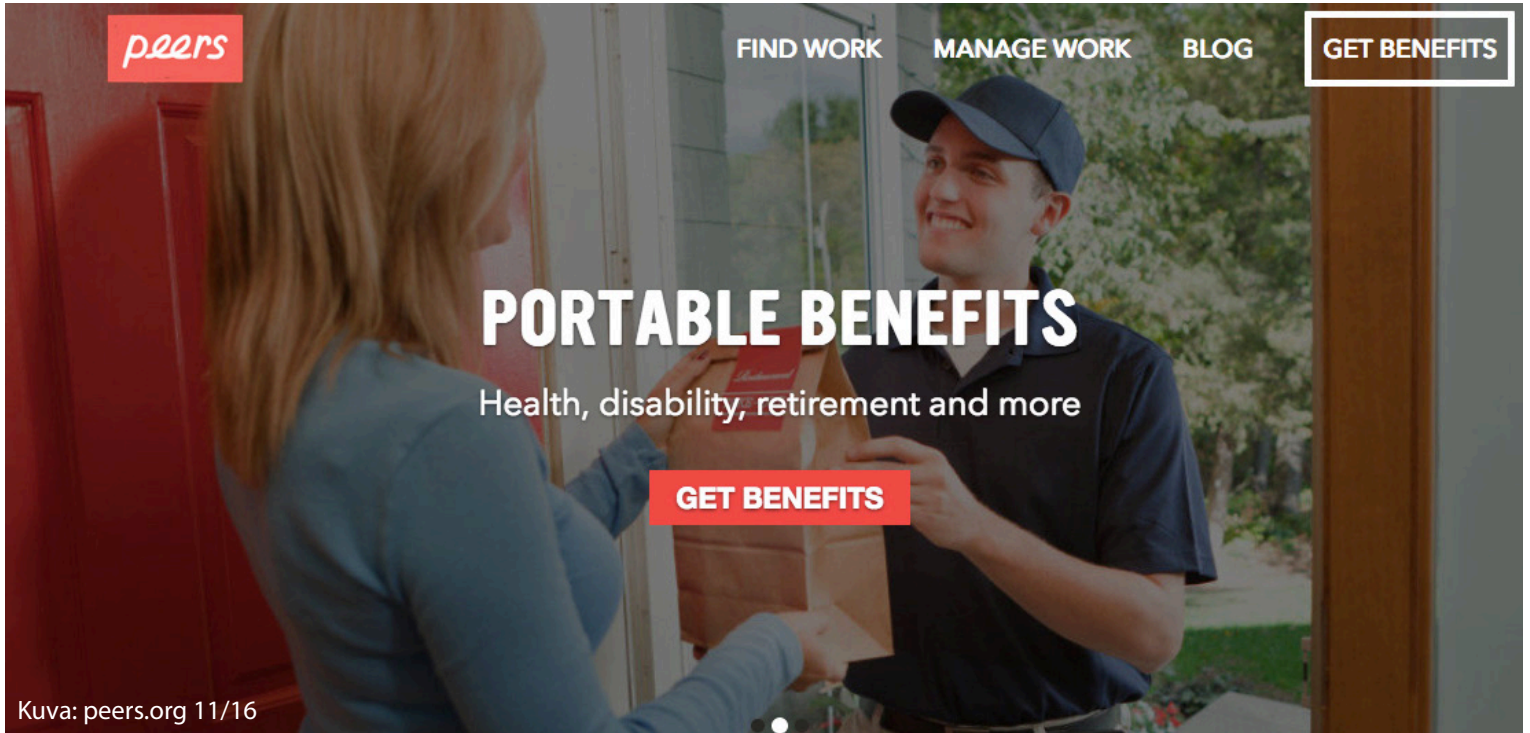 peers
FIND WORK MANAGE WORK BLOG GET BENEFITS
PORTABLE BENEFITS
Health, disability, retirement and more
GET BENEFITS
Kuva: peers.org 11/16